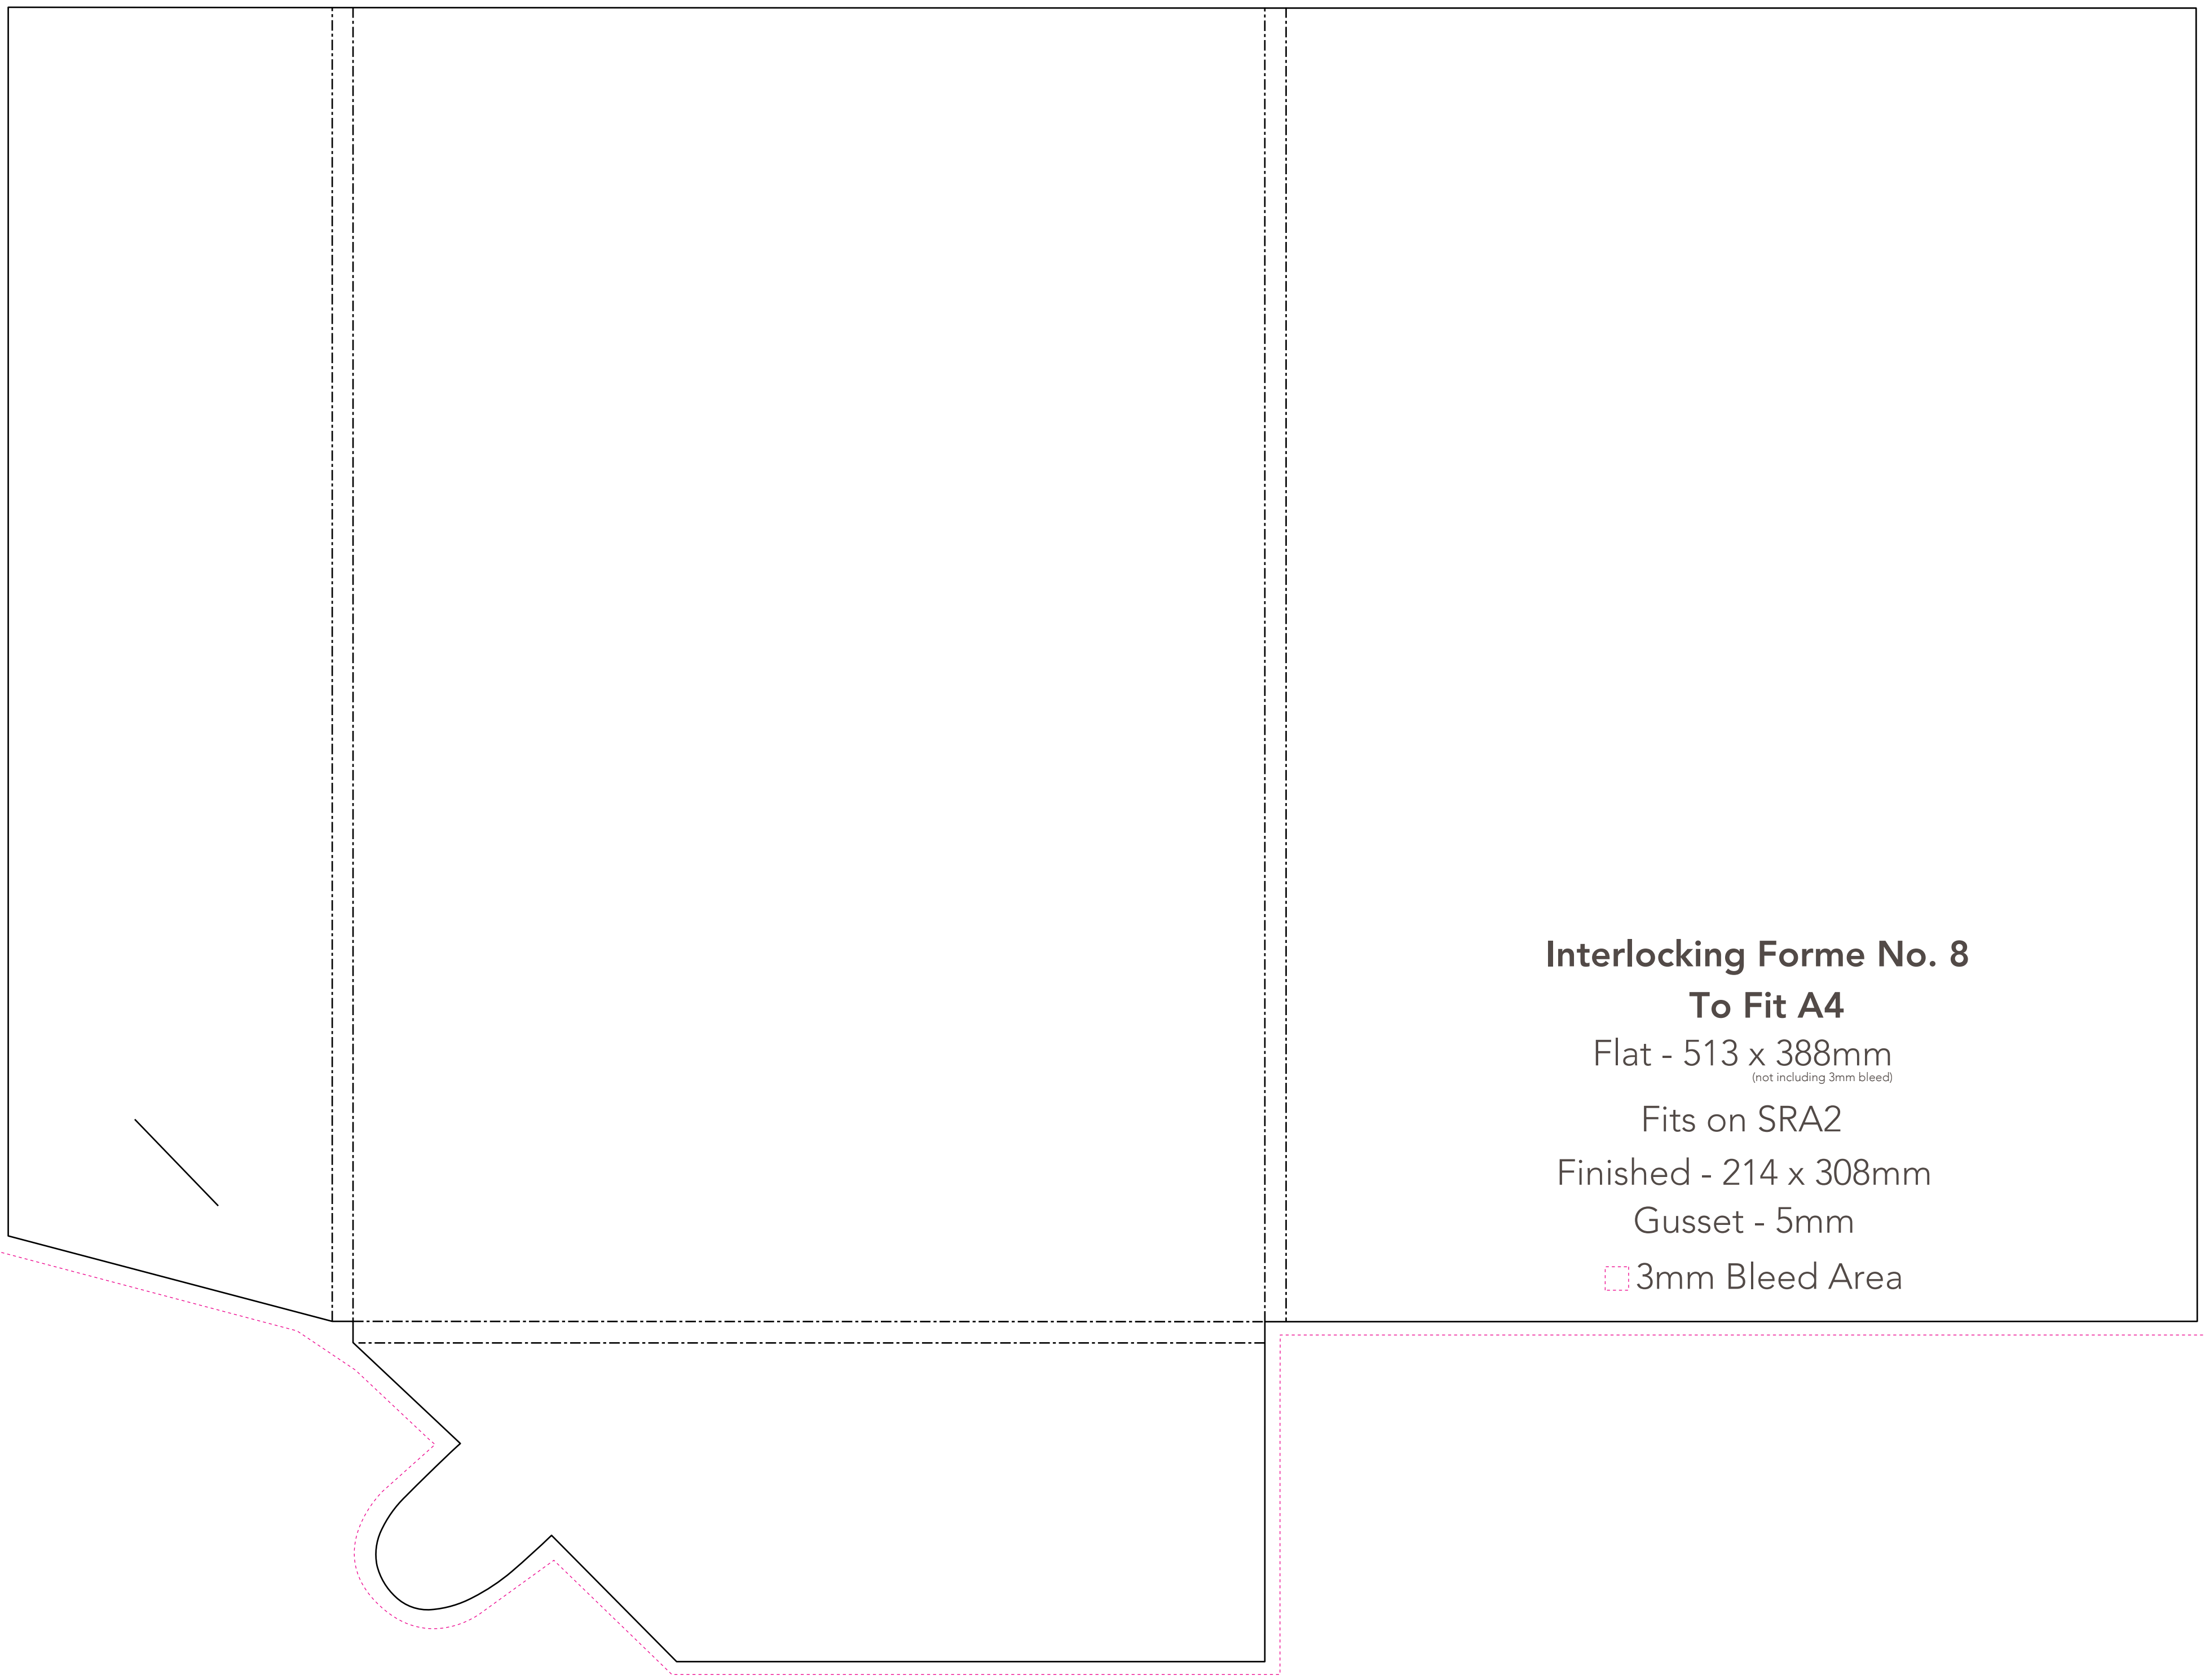 Interlocking Forme No. 8
To Fit A4
Flat - 513 x 388mm
(not including 3mm bleed)
Fits on SRA2
Finished - 214 x 308mm
Gusset - 5mm
3mm Bleed Area